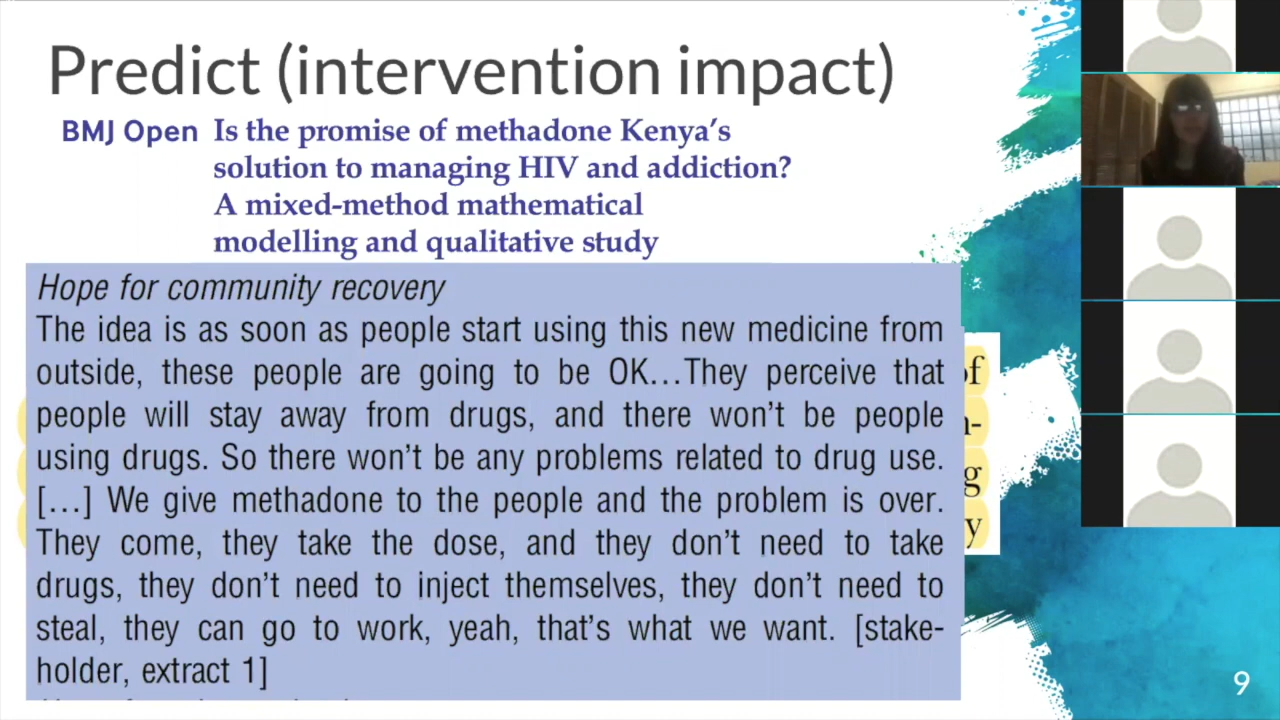 Predict (intervention impact)
BMJ Open Is the promise of methadone Kenya’s
solution to managing HIV and addiction?
A mixed-method mathematical
modelling and qualitative study
Hope for community recovery
The idea is as soon as people start using this new medicine from
outside, these people are going to be OK…They perceive that
people will stay away from drugs, and there won’t be people
using drugs. So there won’t be any problems related to drug use.
[…] We give methadone to the people and the problem is over.
They come, they take the dose, and they don’t need to take
drugs, they don’t need to inject themselves, they don’t need to
steal, they can go to work, yeah, that’s what we want. [stake-
holder, extract 1]
9